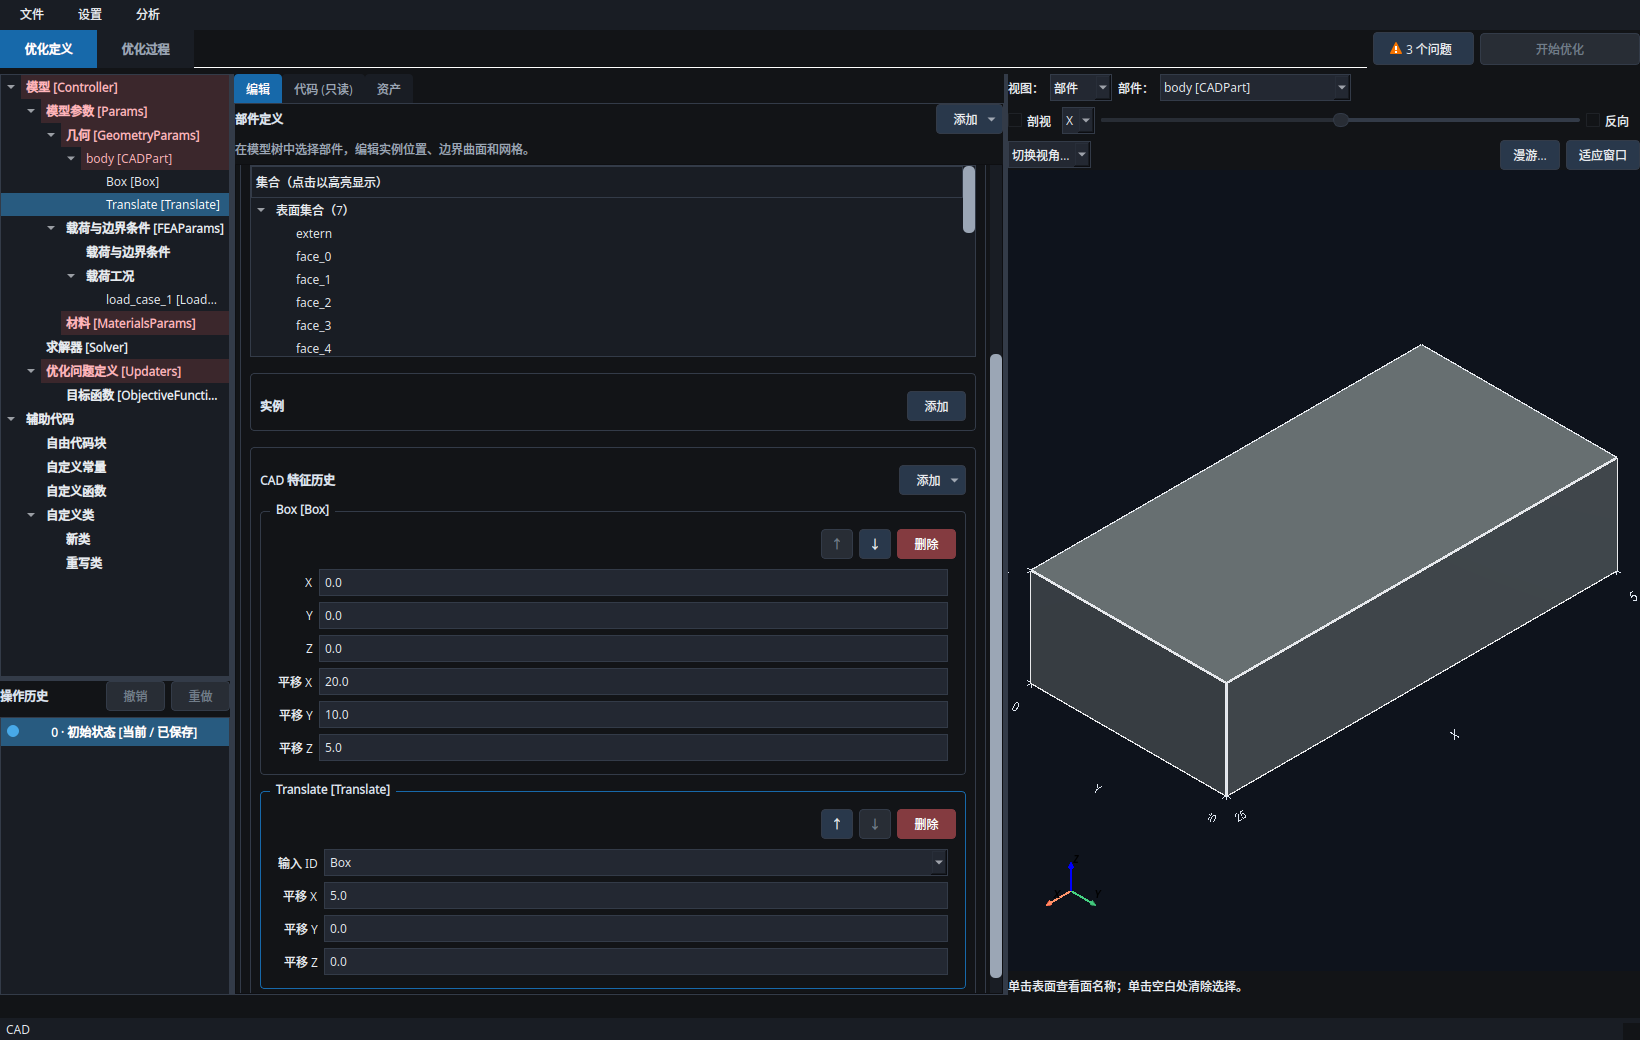 文件 设置 分析
优化定义 优化过程 3 个问题 开始优化
模型 [Controller]
模型参数 [Params]
几何 [GeometryParams]
body [CADPart]
Box [Box]
Translate [Translate]
载荷与边界条件 [FEAParams]
载荷与边界条件
载荷工况
load_case_1 [Load...
材料 [MaterialsParams]
求解器 [Solver]
优化问题定义 [Updaters]
目标函数 [ObjectiveFuncti...
辅助代码
自由代码块
自定义常量
自定义函数
自定义类
新类
重写类
操作历史 撤销 重做
0 · 初始状态 [当前 / 已保存]
编辑 代码 (只读) 资产
部件定义 添加
在模型树中选择部件，编辑实例位置、边界曲面和网格。
集合（点击以高亮显示）
表面集合（7）
extern
face_0
face_1
face_2
face_3
face_4
实例 添加
CAD 特征历史 添加
Box [Box]
↑ ↓ 删除
X 0.0
Y 0.0
Z 0.0
平移 X 20.0
平移 Y 10.0
平移 Z 5.0
Translate [Translate]
↑ ↓ 删除
输入 ID Box
平移 X 5.0
平移 Y 0.0
平移 Z 0.0
视图： 部件 部件： body [CADPart]
剖视 X 反向
切换视角... 漫游... 适应窗口
5
0
X
Y
25
Z
单击表面查看面名称；单击空白处清除选择。
CAD